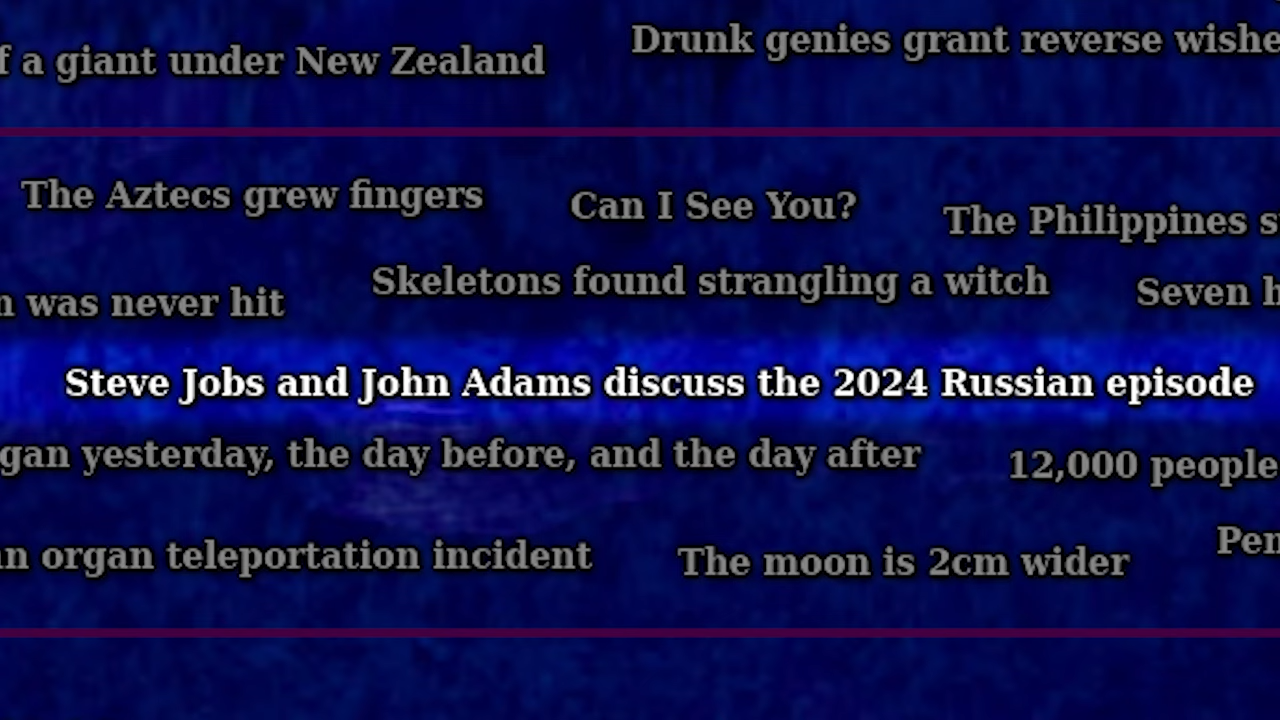 f a giant under New Zealand
Drunk genies grant reverse wishe
The Aztecs grew fingers
Can I See You?
The Philippines s
n was never hit
Skeletons found strangling a witch
Seven h
Steve Jobs and John Adams discuss the 2024 Russian episode
gan yesterday, the day before, and the day after
12,000 people
n organ teleportation incident
The moon is 2cm wider
Pen